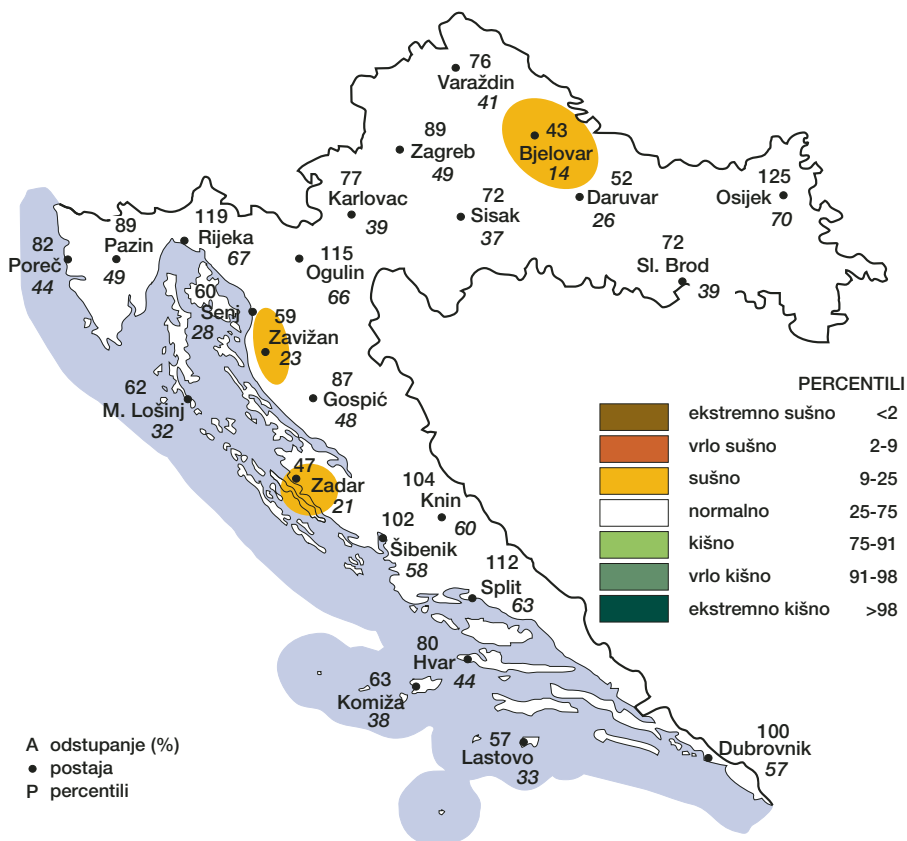 76
Varaždin
41
43
Bjelovar
14
89
Zagreb
49
52
Daruvar
26
125
Osijek
70
77
Karlovac
39
72
Sisak
37
72
Sl. Brod
39
82
Poreč
44
89
Pazin
49
119
Rijeka
67
115
Ogulin
66
60
Senj
28
59
Zavižan
23
62
M. Lošinj
32
87
Gospić
48
47
Zadar
21
104
Knin
60
102
Šibenik
58
112
Split
63
80
Hvar
44
63
Komiža
38
57
Lastovo
33
100
Dubrovnik
57
PERCENTILI
ekstremno sušno <2
vrlo sušno 2-9
sušno 9-25
normalno 25-75
kišno 75-91
vrlo kišno 91-98
ekstremno kišno >98
A odstupanje (%)
● postaja
P percentili